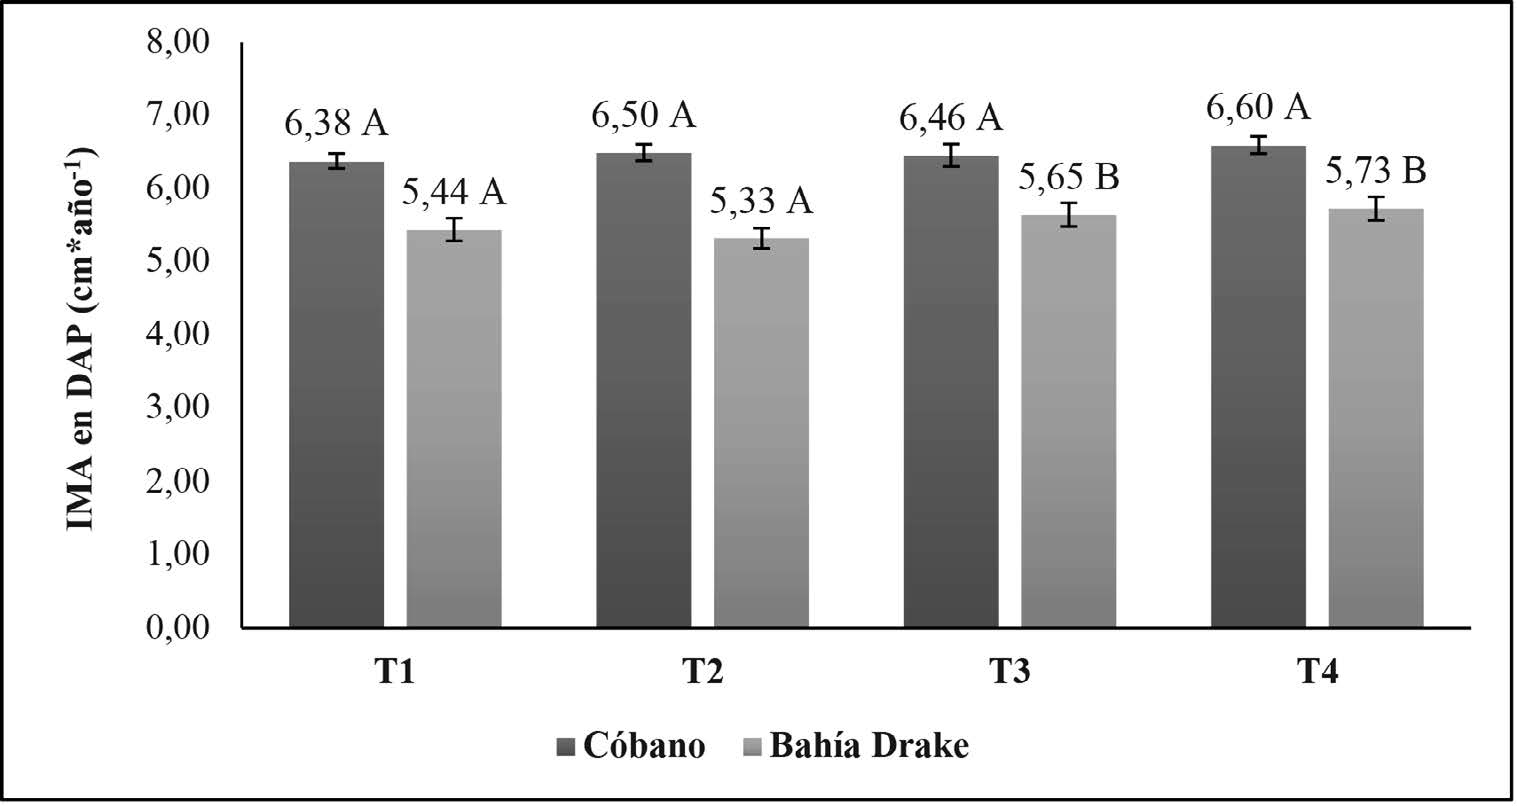 IMA en DAP (cm*año-1)
8,00
7,00
6,00
5,00
4,00
3,00
2,00
1,00
0,00
6,38 A
5,44 A
6,50 A
5,33 A
6,46 A
5,65 B
6,60 A
5,73 B
T1 T2 T3 T4
Cóbano Bahía Drake